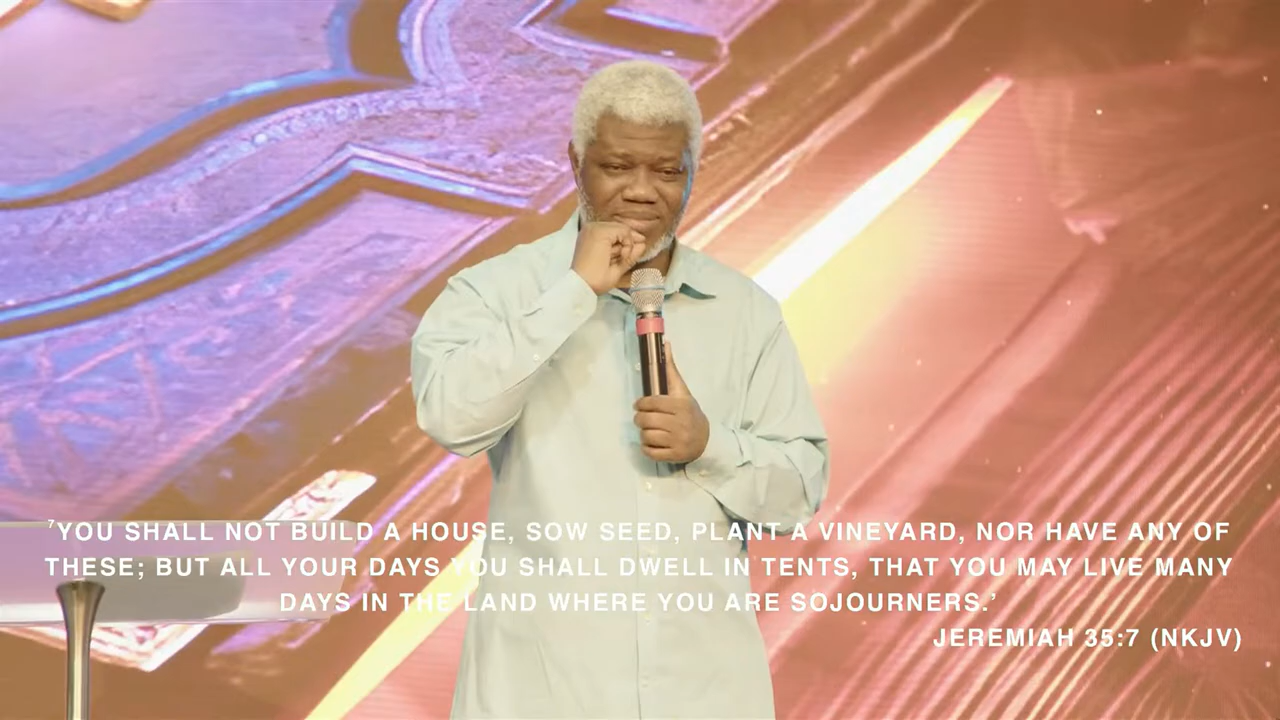 ⁷YOU SHALL NOT BUILD A HOUSE, SOW SEED, PLANT A VINEYARD, NOR HAVE ANY OF
THESE; BUT ALL YOUR DAYS YOU SHALL DWELL IN TENTS, THAT YOU MAY LIVE MANY
DAYS IN THE LAND WHERE YOU ARE SOJOURNERS.’
JEREMIAH 35:7 (NKJV)